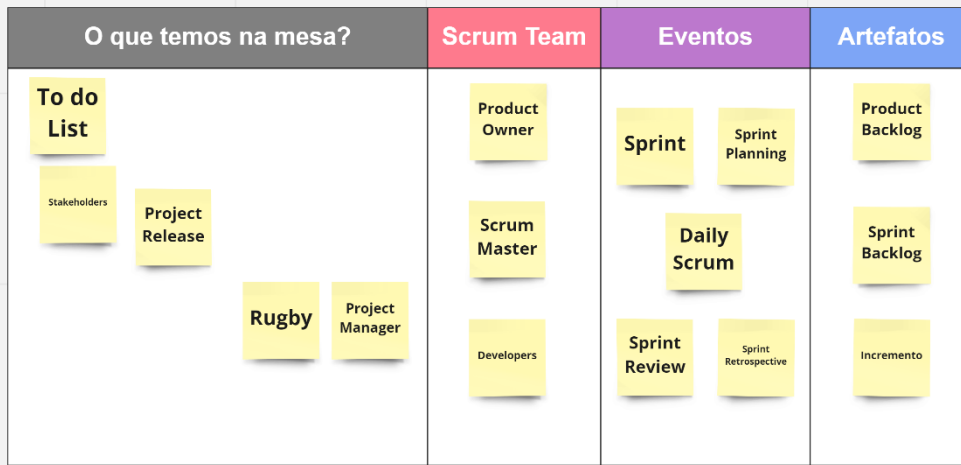 O que temos na mesa?
Scrum Team
Eventos
Artefatos
To do
List
Stakeholders
Project
Release
Rugby
Project
Manager
Product
Owner
Scrum
Master
Developers
Sprint
Sprint
Planning
Daily
Scrum
Sprint
Review
Sprint
Retrospective
Product
Backlog
Sprint
Backlog
Incremento